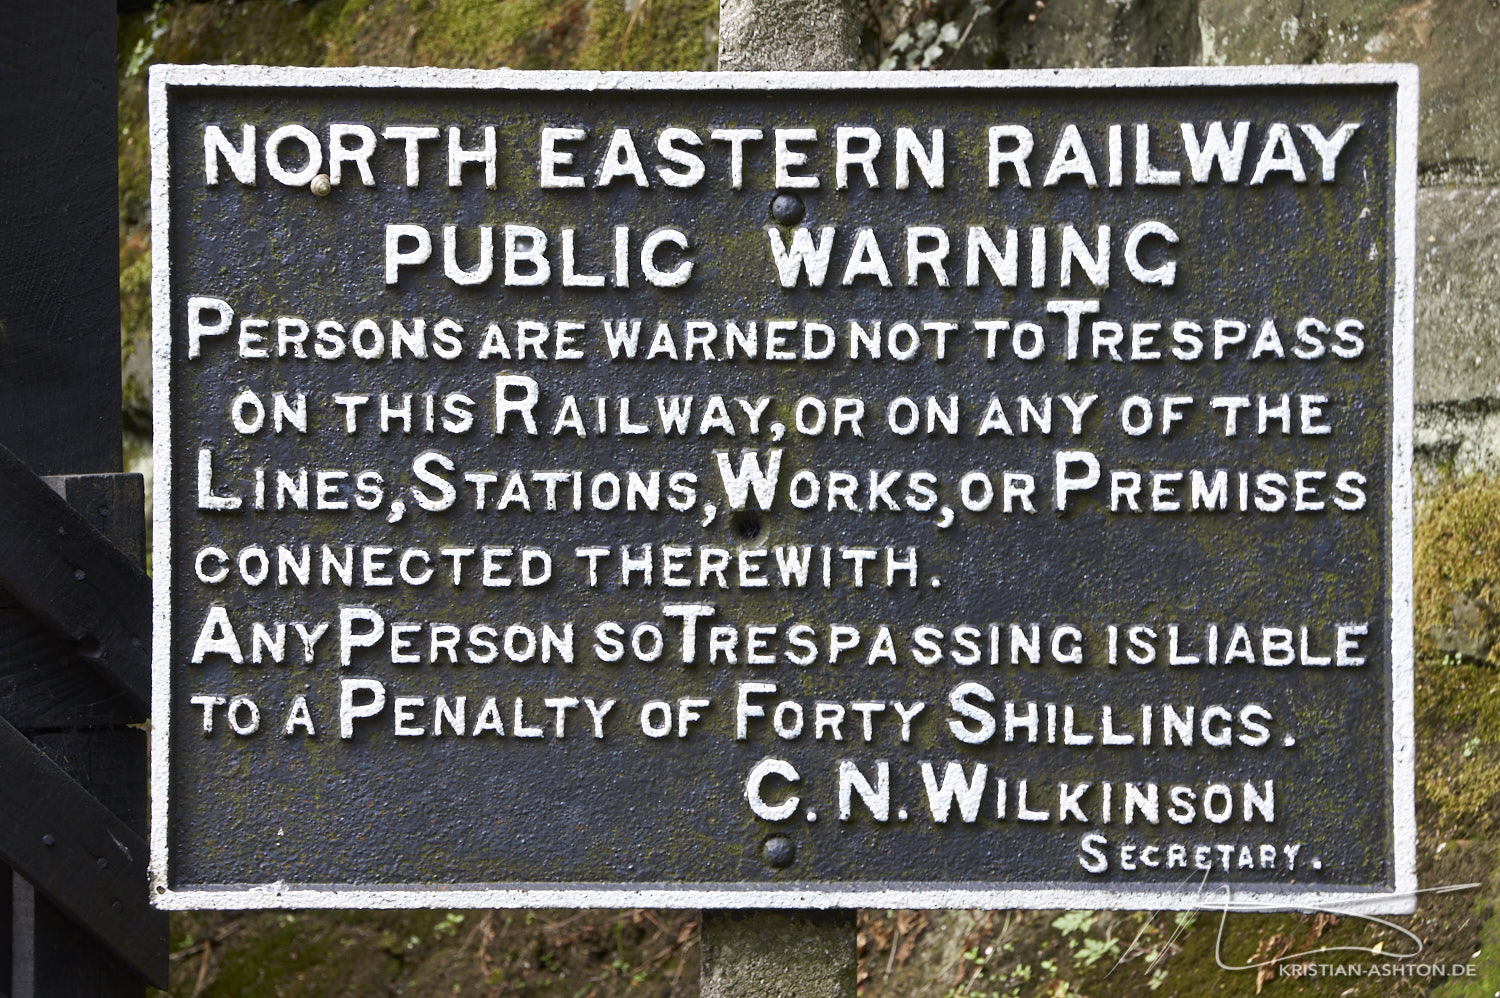 NORTH EASTERN RAILWAY
PUBLIC WARNING
PERSONS ARE WARNED NOT TO TRESPASS
ON THIS RAILWAY, OR ON ANY OF THE
LINES, STATIONS, WORKS, OR PREMISES
CONNECTED THEREWITH.
ANY PERSON SO TRESPASSING IS LIABLE
TO A PENALTY OF FORTY SHILLINGS.
C. N. WILKINSON
SECRETARY.
KRISTIAN-ASHTON.DE